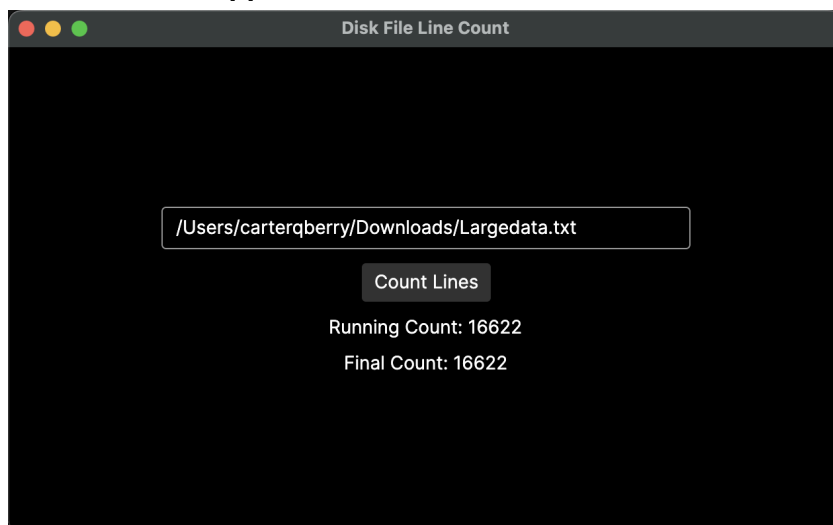 Disk File Line Count
/Users/carterqberry/Downloads/Largedata.txt
Count Lines
Running Count: 16622
Final Count: 16622